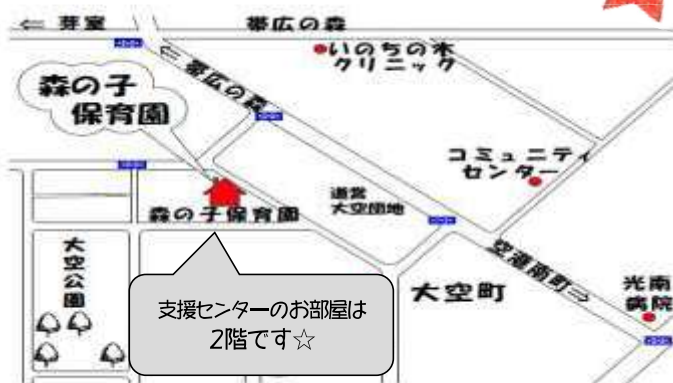 ⇐ 芽室
帯広の森
⇐ 帯広の森
いのちの木
クリニック
森の子
保育園
コミュニティ
センター
道営
大空団地
森の子保育園
大空公園
空港南町⇒
大空町
光南
病院
支援センターのお部屋は
2階です☆